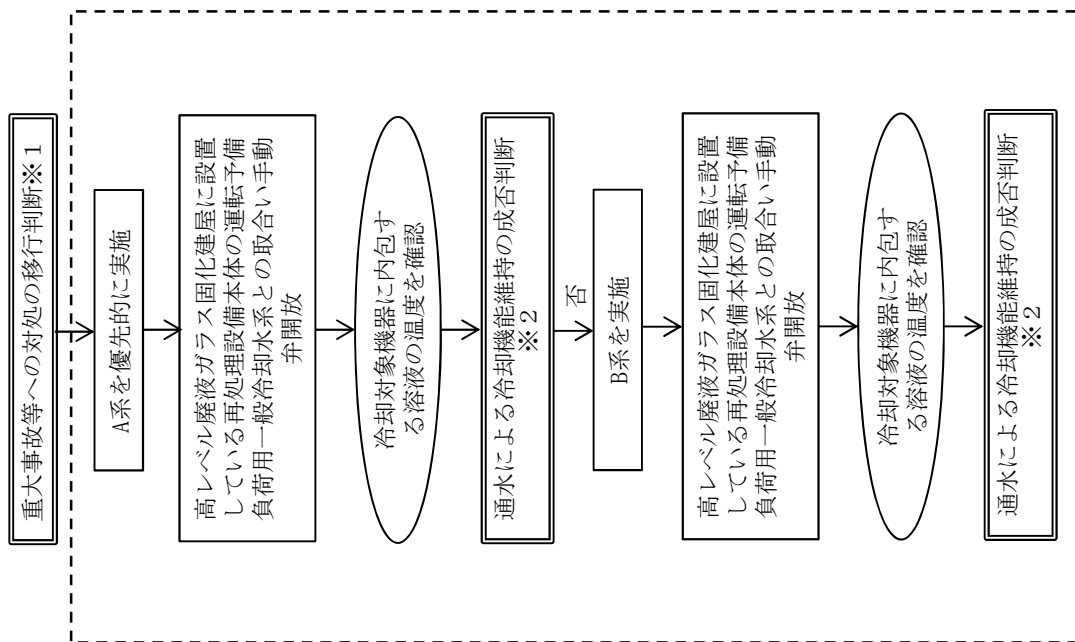 重大事故等への対処の移行判断※１
A系を優先的に実施
高レベル廃液ガラス固化建屋に設置
している再処理設備本体の運転予備
負荷用一般冷却水系との取合い手動
弁開放
冷却対象機器に内包す
る溶液の温度を確認
通水による冷却機能維持の成否判断
※２
否
B系を実施
高レベル廃液ガラス固化建屋に設置
している再処理設備本体の運転予備
負荷用一般冷却水系との取合い手動
弁開放
冷却対象機器に内包す
る溶液の温度を確認
通水による冷却機能維持の成否判断
※２